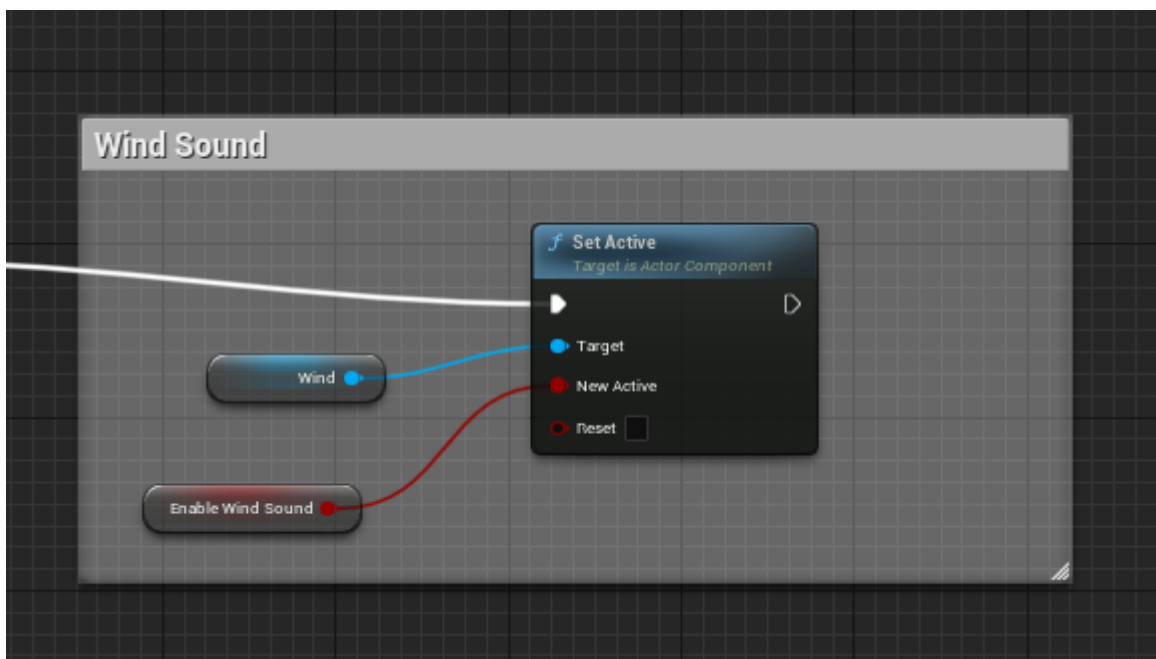 Wind Sound
f Set Active
Target is Actor Component
Target
Wind
New Active
Reset
Enable Wind Sound